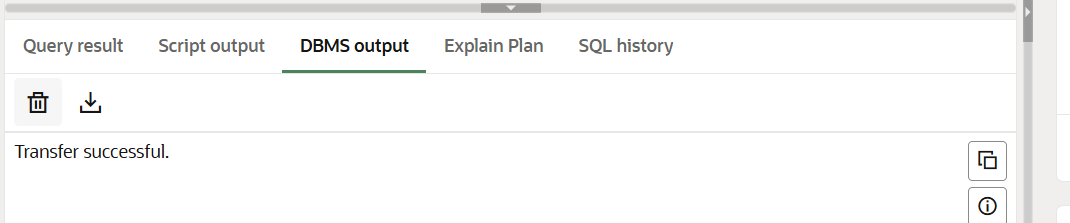 Query result Script output DBMS output Explain Plan SQL history
Transfer successful.